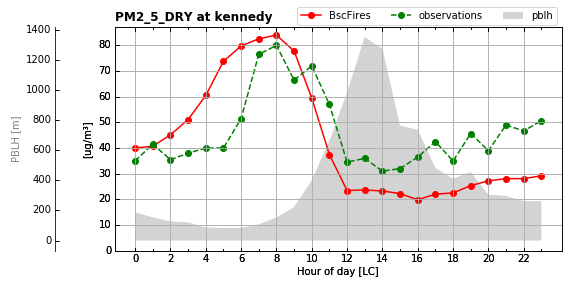 PM2_5_DRY at kennedy
BscFires observations pblh
1400
1200
1000
800
600
400
200
0
PBLH [m]
80
70
60
50
40
30
20
10
0
[ug/m³]
0 2 4 6 8 10 12 14 16 18 20 22
Hour of day [LC]